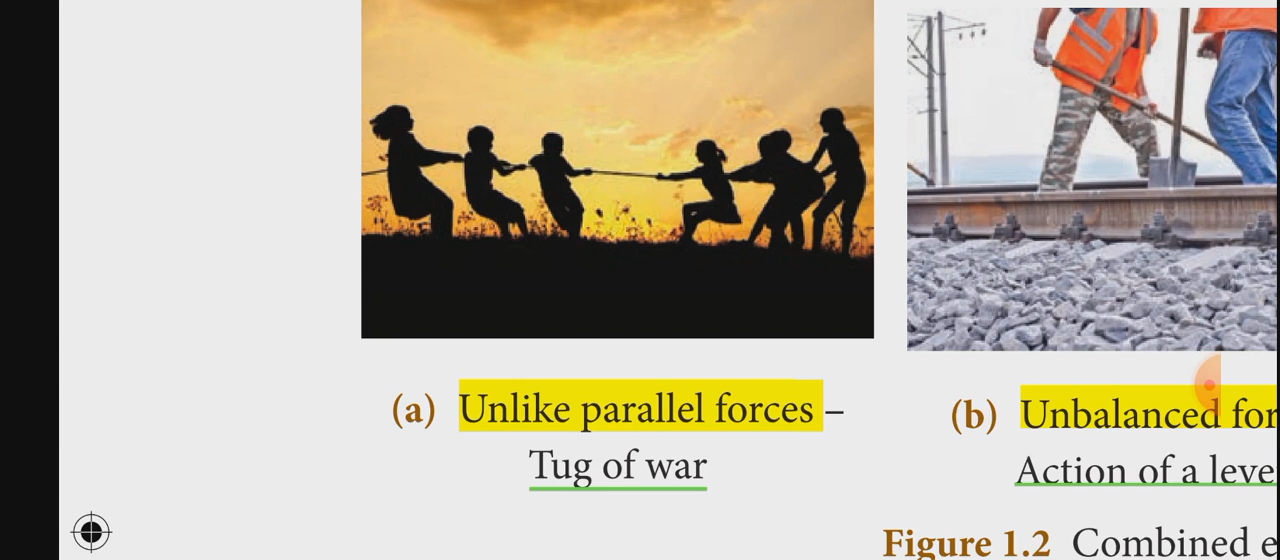 (a) Unlike parallel forces –
Tug of war
(b) Unbalanced
Action of a
Figure 1.2 Combined